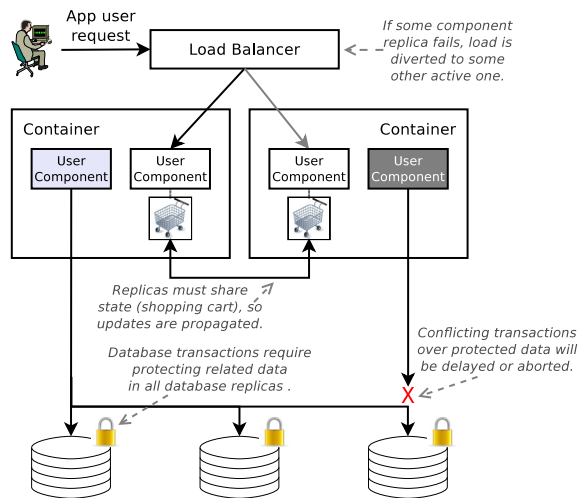 App user
request
Load Balancer
If some component
replica fails, load is
diverted to some
other active one.
Container
Container
User
Component
User
Component
User
Component
User
Component
Replicas must share
state (shopping cart), so
updates are propagated.
Database transactions require
protecting related data
in all database replicas .
Conflicting transactions
over protected data will
be delayed or aborted.
X